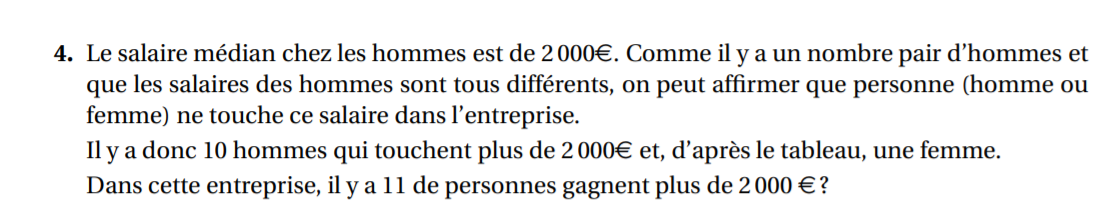 4. Le salaire médian chez les hommes est de 2 000€. Comme il y a un nombre pair d'hommes et
que les salaires des hommes sont tous différents, on peut affirmer que personne (homme ou
femme) ne touche ce salaire dans l'entreprise.
Il y a donc 10 hommes qui touchent plus de 2 000€ et, d'après le tableau, une femme.
Dans cette entreprise, il y a 11 de personnes gagnent plus de 2 000 € ?